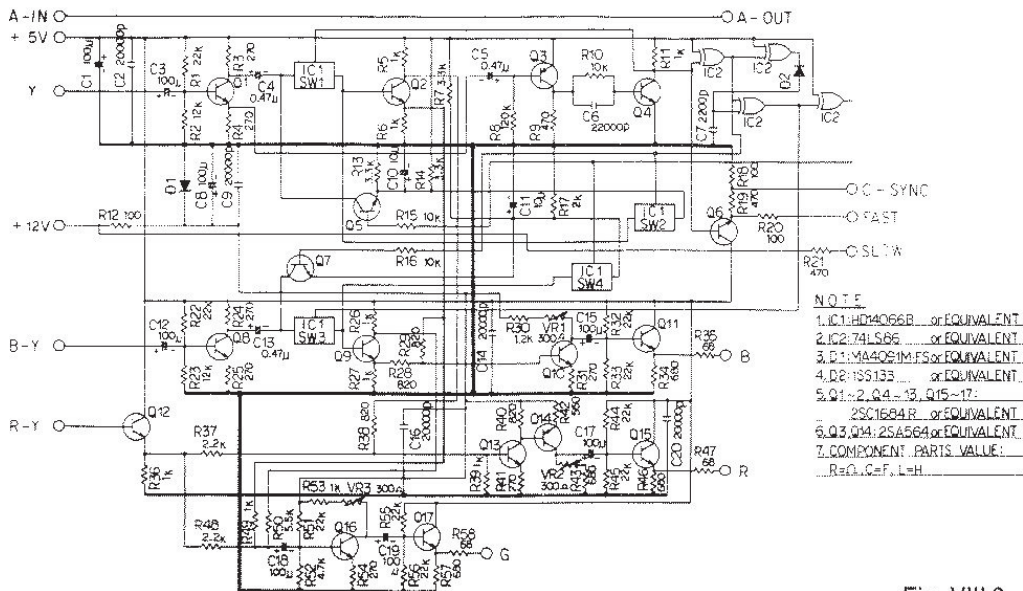 A-IN
A-OUT
+ 5V
C1 100µ
C2 20000p
C3 100µ
R1 22k
R3 270
Q1
C4 0.47µ
IC1 SW1
R5 1k
Q2
R7 3.3k
C5 0.47µ
Q3
R10 10k
C6 22000p
Q4
R11 1k
IC2
IC2
D2
Y
R2 12k
R4 270
R6 1k
R8 120k
R9 470
C7 2200p
IC2
IC2
D1
C8 100µ
C9 20000p
R13 3.3k
C10 10µ
R14 3.3k
C11 10µ
R17
R18 100
R19 470
C-SYNC
+ 12V
R12 100
Q5
R15 10k
IC1 SW2
Q6
R20 100
FAST
Q7
R16 10k
IC1 SW4
R21 470
SLOW
C12 100µ
R22 22k
R24 270
Q8
C13 0.47µ
IC1 SW3
R26 1k
Q9
R29 820
C14 20000p
R30 1.2k
VR1 300Ω
C15 100µ
R32 22k
Q11
B-Y
R23 12k
R25 270
R27 1k
R28 820
Q10
R31 270
R33 22k
R34 680
B
R-Y
Q12
R37 2.2k
R36 1k
R38 820
C16 20000p
R40 820
Q14
R42 560
C17 100µ
R44 22k
Q15
C20 20000p
R47 68
Q13
R39 1k
R41 270
300Ω
R43 680
R45 22k
R46 680
R
R48 2.2k
R49 1k
R50 5.5k
R53 1k
VR3 300Ω
R51 22k
Q16
R55 22k
Q17
C18
R52 4.7k
R54 270
C19 100µ
R56 22k
R57 680
R58 68
G
NOTE
1. IC1:HD14066B or EQUIVALENT
2. IC2:74LS86 or EQUIVALENT
3. D1:MA4091M-FS or EQUIVALENT
4. D2:1SS133 or EQUIVALENT
5. Q1~2, Q4~13, Q15~17:
2SC1684R or EQUIVALENT
6. Q3,Q14:2SA564 or EQUIVALENT
7. COMPONENT PARTS VALUE:
R=Ω, C=F, L=H